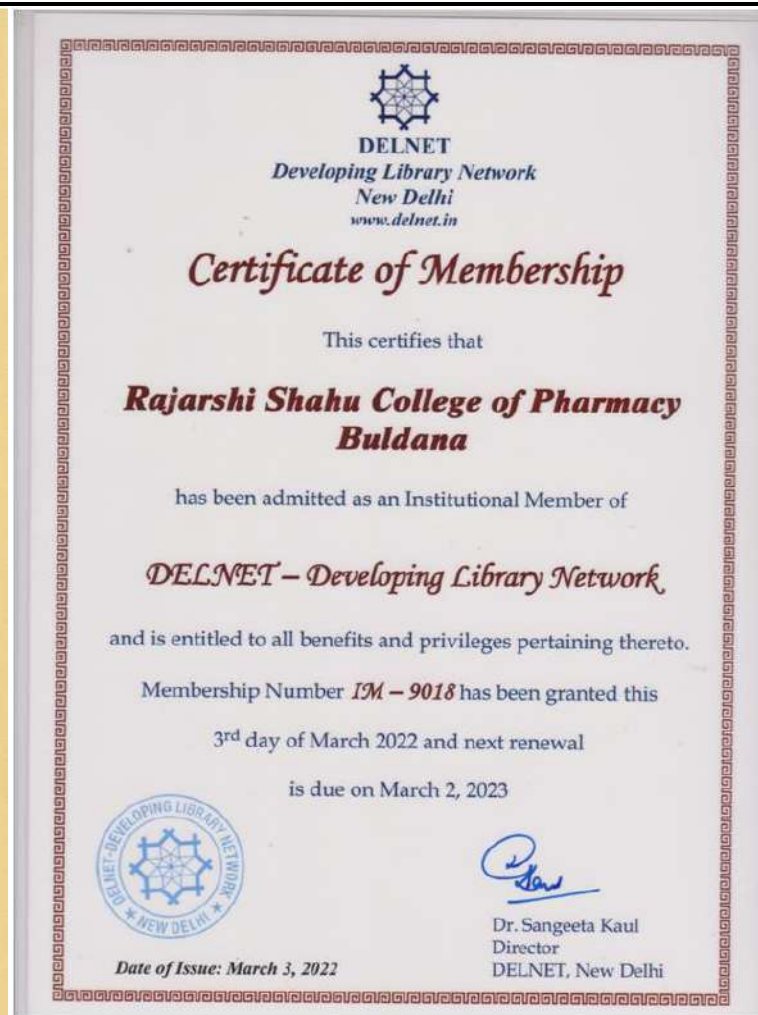 DELNET
Developing Library Network
New Delhi
www.delnet.in
Certificate of Membership
This certifies that
Rajarshi Shahu College of Pharmacy
Buldana
has been admitted as an Institutional Member of
DELNET – Developing Library Network
and is entitled to all benefits and privileges pertaining thereto.
Membership Number IM – 9018 has been granted this
3rd day of March 2022 and next renewal
is due on March 2, 2023
DELNET-DEVELOPING LIBRARY NETWORK
★ NEW DELHI ★
Dr. Sangeeta Kaul
Director
DELNET, New Delhi
Date of Issue: March 3, 2022